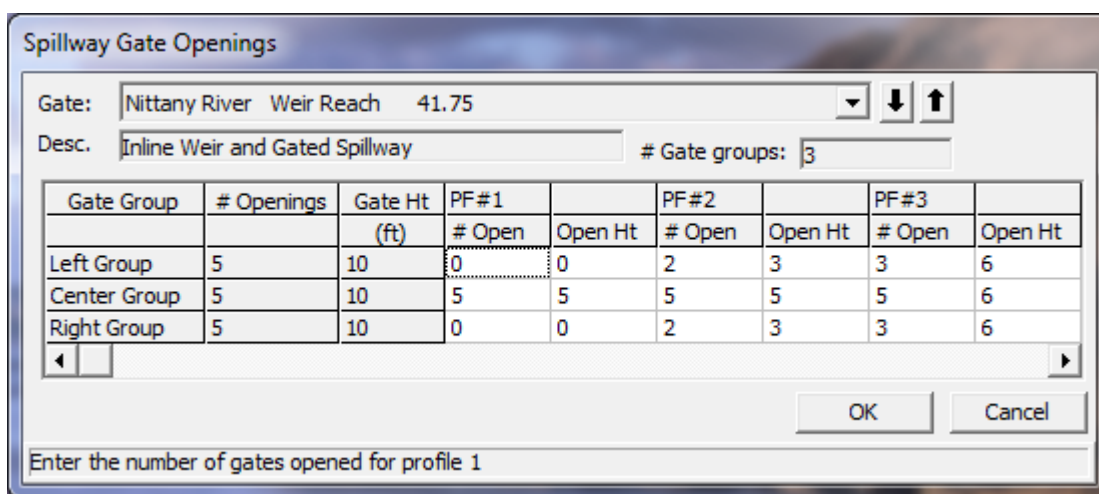 Spillway Gate Openings
Gate: Nittany River Weir Reach 41.75
Desc. Inline Weir and Gated Spillway # Gate groups: 3
Gate Group # Openings Gate Ht PF#1 PF#2 PF#3
(ft) # Open Open Ht # Open Open Ht # Open Open Ht
Left Group 5 10 0 0 2 3 3 6
Center Group 5 10 5 5 5 5 5 6
Right Group 5 10 0 0 2 3 3 6
OK Cancel
Enter the number of gates opened for profile 1